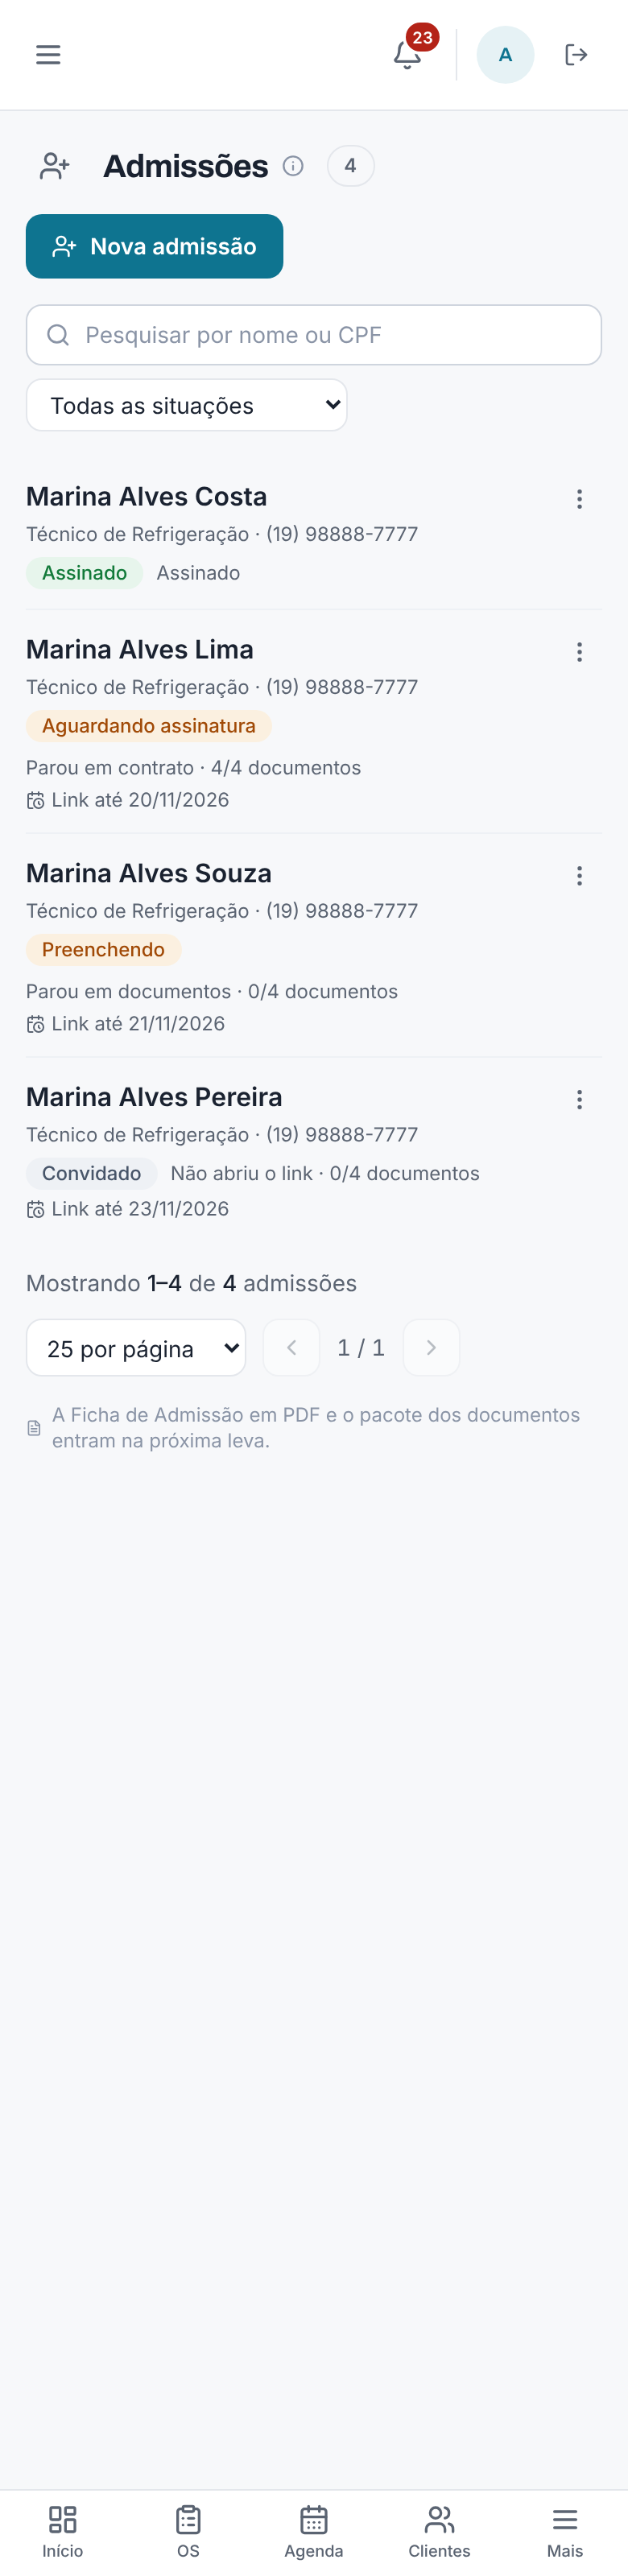 23
A
Admissões
4
Nova admissão
Pesquisar por nome ou CPF
Todas as situações
Marina Alves Costa
Técnico de Refrigeração · (19) 98888-7777
Assinado Assinado
Marina Alves Lima
Técnico de Refrigeração · (19) 98888-7777
Aguardando assinatura
Parou em contrato · 4/4 documentos
Link até 20/11/2026
Marina Alves Souza
Técnico de Refrigeração · (19) 98888-7777
Preenchendo
Parou em documentos · 0/4 documentos
Link até 21/11/2026
Marina Alves Pereira
Técnico de Refrigeração · (19) 98888-7777
Convidado Não abriu o link · 0/4 documentos
Link até 23/11/2026
Mostrando 1–4 de 4 admissões
25 por página 1 / 1
A Ficha de Admissão em PDF e o pacote dos documentos
entram na próxima leva.
Início OS Agenda Clientes Mais